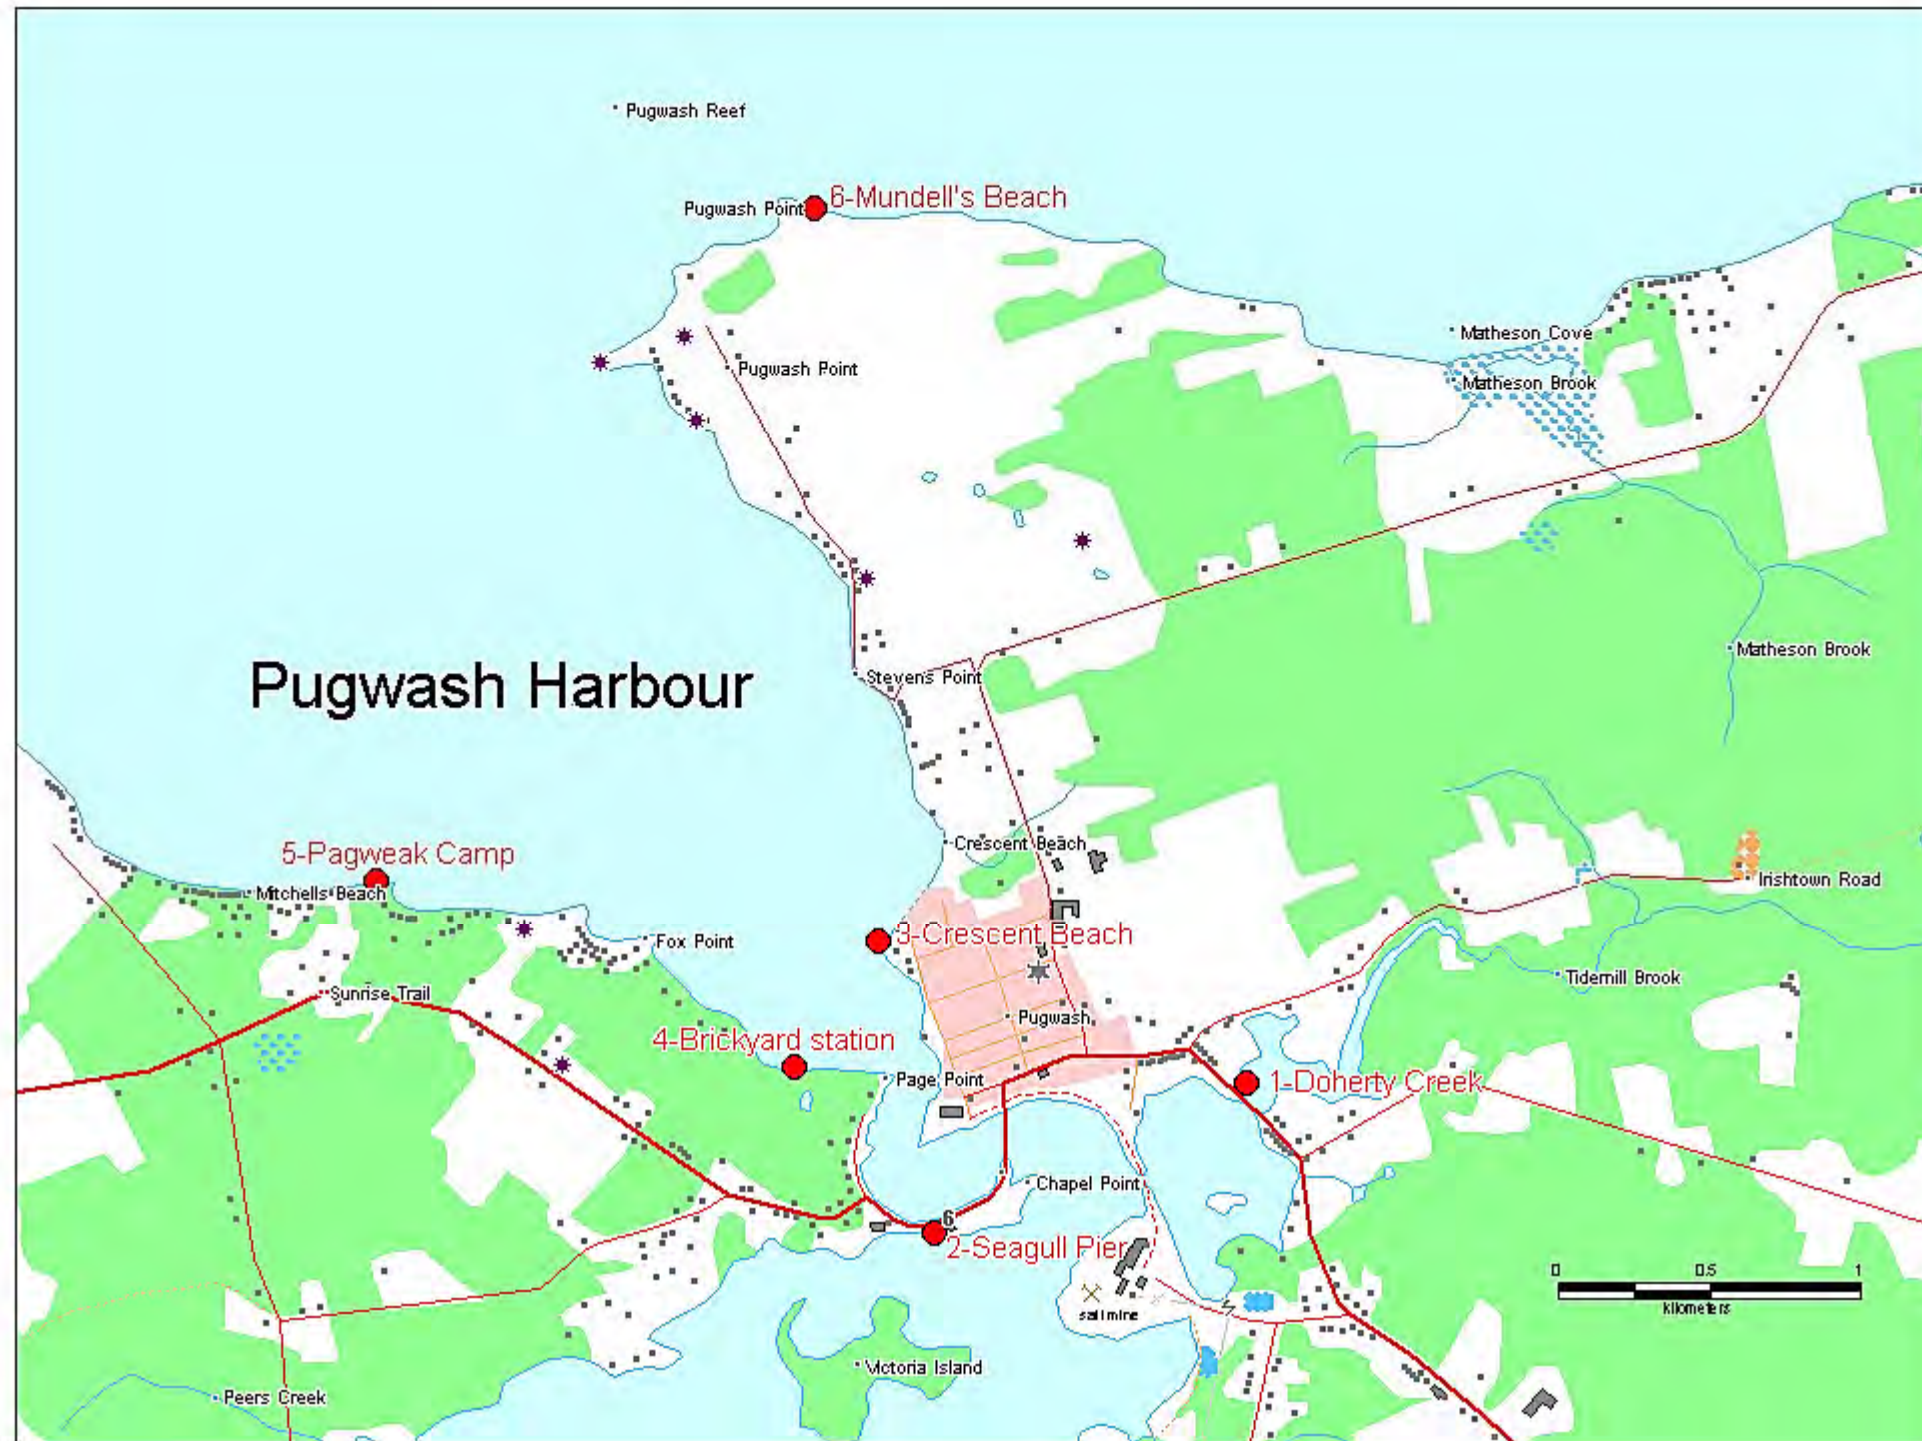 Pugwash Reef
Pugwash Point
6-Mundell's Beach
Matheson Cove
Pugwash Point
Matheson Brook
Matheson Brook
Stevens Point
Pugwash Harbour
Crescent Beach
5-Pagweak Camp
Mitchells Beach
Irishtown Road
3-Crescent Beach
Fox Point
Tidemill Brook
Sunrise Trail
Pugwash
4-Brickyard station
Page Point
1-Doherty Creek
Chapel Point
6
2-Seagull Pier
0 0.5 1
kilometers
salt mine
Victoria Island
Peers Creek